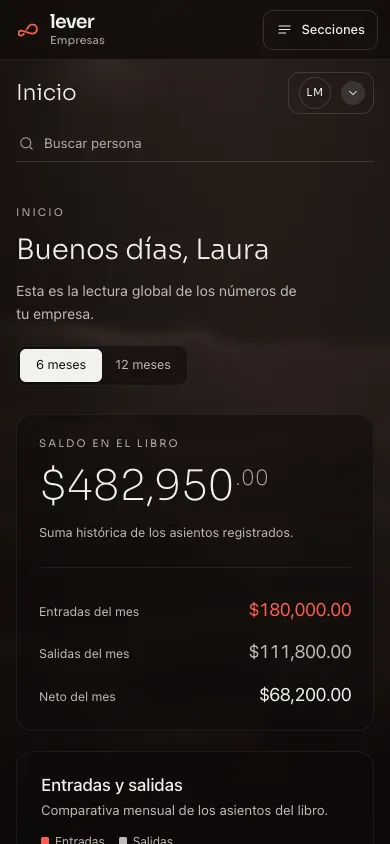 lever
Empresas
Secciones
Inicio
LM
Buscar persona
INICIO
Buenos días, Laura
Esta es la lectura global de los números de
tu empresa.
6 meses
12 meses
SALDO EN EL LIBRO
$482,950.00
Suma histórica de los asientos registrados.
Entradas del mes
$180,000.00
Salidas del mes
$111,800.00
Neto del mes
$68,200.00
Entradas y salidas
Comparativa mensual de los asientos del libro.
Entradas
Salidas